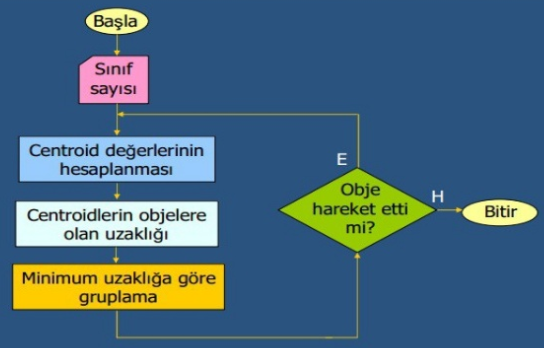 Başla
Sınıf
sayısı
Centroid değerlerinin
hesaplanması
Centroidlerin objelere
olan uzaklığı
Minimum uzaklığa göre
gruplama
E
Obje
hareket etti
mi?
H
Bitir